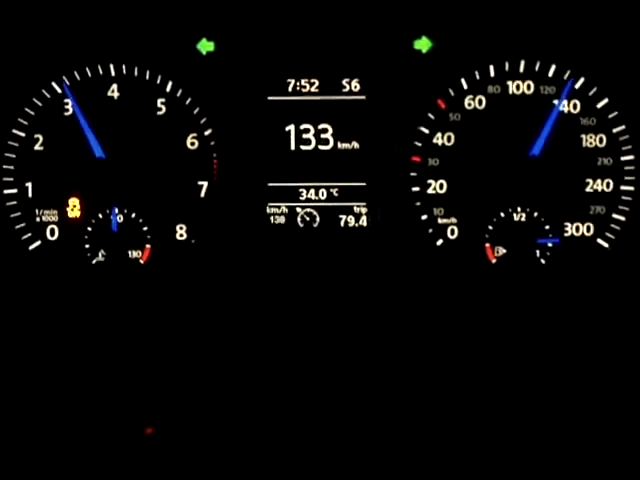 7:52 S6
133 km/h
34.0 °C
km/h trip
138 79.4
0 1 2 3 4 5 6 7 8
1/min
x 1000
130
0 20 40 60 80 100 120 140 160 180 210 240 270 300
10 30 50
km/h
1/2
1